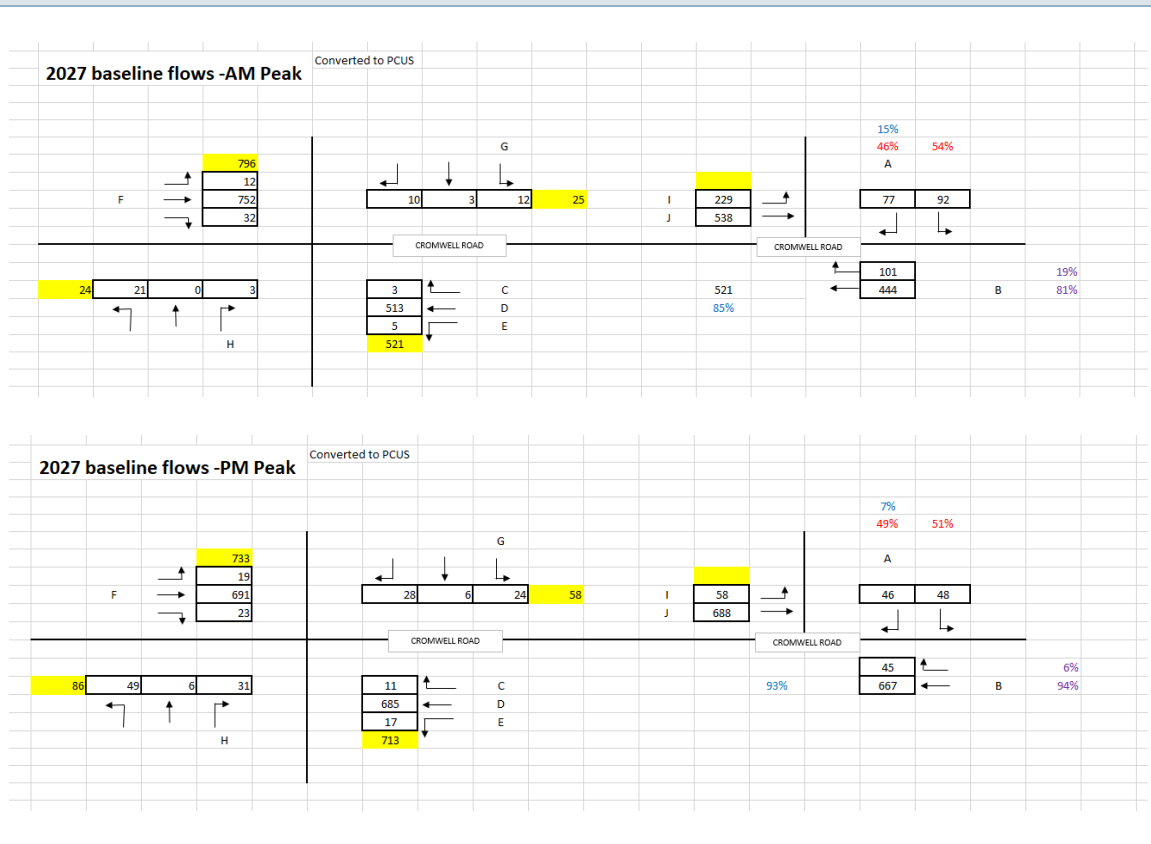 Converted to PCUS
2027 baseline flows -AM Peak
15%
G 46% 54%
796 A
12
F 752 10 3 12 25 I 229 77 92
32 J 538
CROMWELL ROAD CROMWELL ROAD
101 19%
24 21 0 3 3 C 521 444 B 81%
513 D 85%
5 E
H 521
Converted to PCUS
2027 baseline flows -PM Peak
7%
49% 51%
G
733 A
19
F 691 28 6 24 58 I 58 46 48
23 J 688
CROMWELL ROAD CROMWELL ROAD
45 6%
86 49 6 31 11 C 93% 667 B 94%
685 D
17 E
H 713